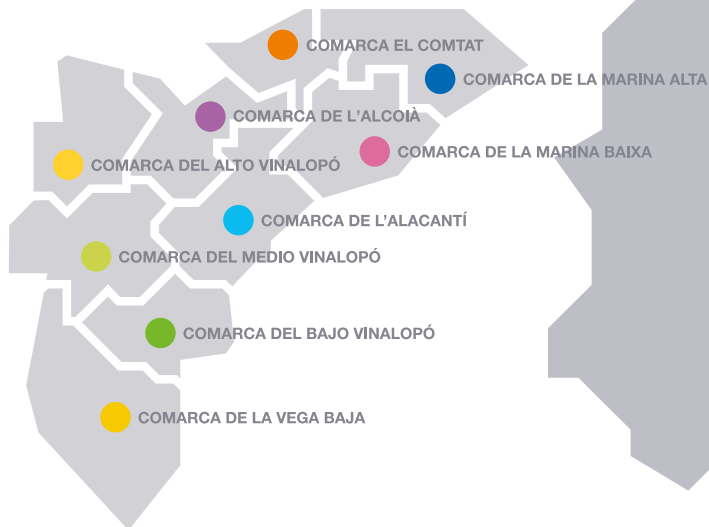 COMARCA EL COMTAT
COMARCA DE LA MARINA ALTA
COMARCA DE L'ALCOIÀ
COMARCA DE LA MARINA BAIXA
COMARCA DEL ALTO VINALOPÓ
COMARCA DE L'ALACANTÍ
COMARCA DEL MEDIO VINALOPÓ
COMARCA DEL BAJO VINALOPÓ
COMARCA DE LA VEGA BAJA